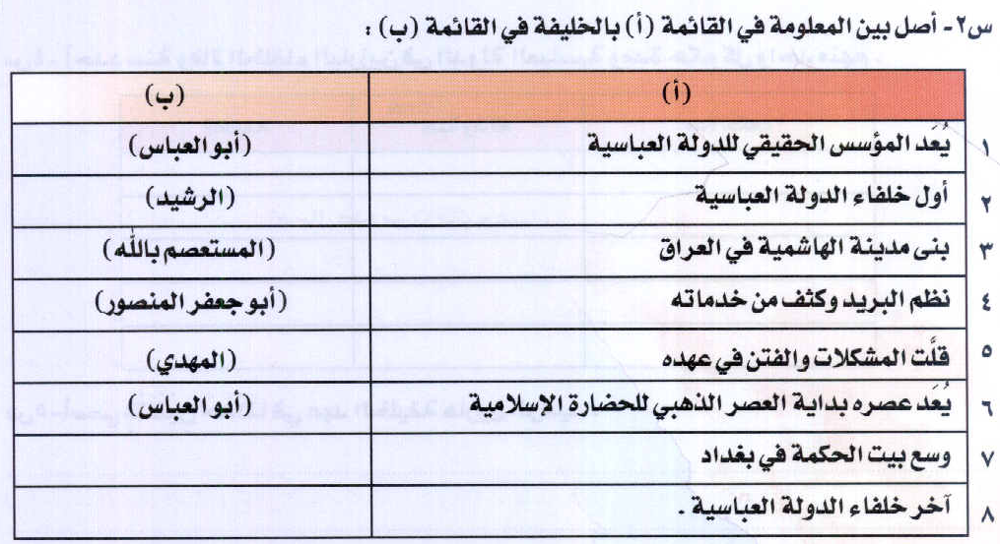 س٢- أصل بين المعلومة في القائمة (أ) بالخليفة في القائمة (ب) :
(أ) (ب)
١ يُعَد المؤسس الحقيقي للدولة العباسية (أبو العباس)
٢ أول خلفاء الدولة العباسية (الرشيد)
٣ بنى مدينة الهاشمية في العراق (المستعصم بالله)
٤ نظم البريد وكثف من خدماته (أبو جعفر المنصور)
٥ قلَّت المشكلات والفتن في عهده (المهدي)
٦ يُعَد عصره بداية العصر الذهبي للحضارة الإسلامية (أبو العباس)
٧ وسع بيت الحكمة في بغداد
٨ آخر خلفاء الدولة العباسية .